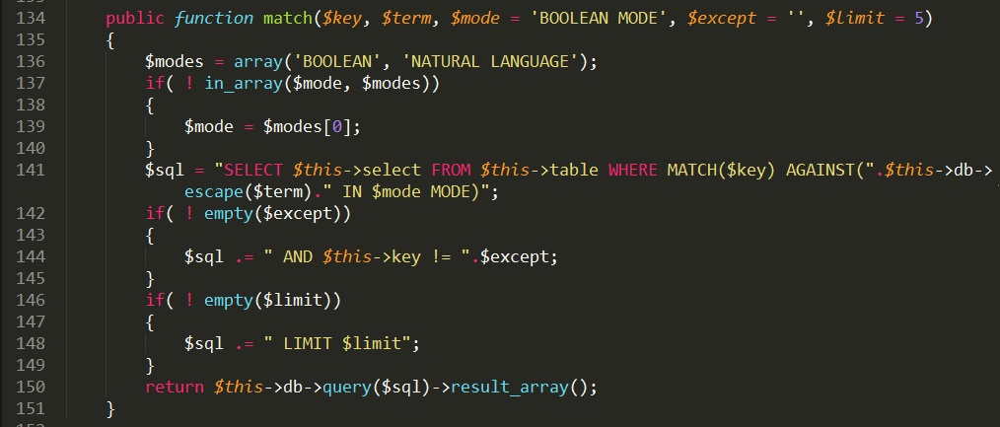 134 public function match($key, $term, $mode = 'BOOLEAN MODE', $except = '', $limit = 5)
135 {
136 $modes = array('BOOLEAN', 'NATURAL LANGUAGE');
137 if( ! in_array($mode, $modes))
138 {
139 $mode = $modes[0];
140 }
141 $sql = "SELECT $this->select FROM $this->table WHERE MATCH($key) AGAINST(".$this->db->
escape($term)." IN $mode MODE)";
142 if( ! empty($except))
143 {
144 $sql .= " AND $this->key != ".$except;
145 }
146 if( ! empty($limit))
147 {
148 $sql .= " LIMIT $limit";
149 }
150 return $this->db->query($sql)->result_array();
151 }